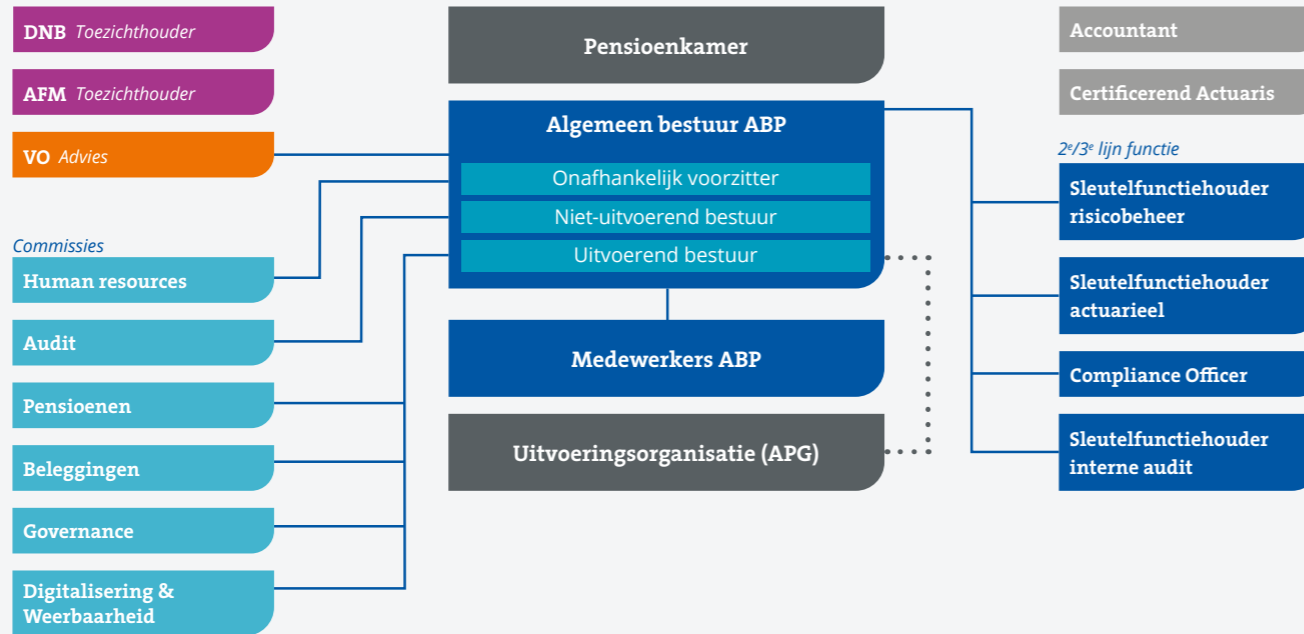 DNB Toezichthouder
AFM Toezichthouder
VO Advies
Commissies
Human resources
Audit
Pensioenen
Beleggingen
Governance
Digitalisering &
Weerbaarheid
Pensioenkamer
Algemeen bestuur ABP
Onafhankelijk voorzitter
Niet-uitvoerend bestuur
Uitvoerend bestuur
Medewerkers ABP
Uitvoeringsorganisatie (APG)
Accountant
Certificerend Actuaris
2e/3e lijn functie
Sleutelfunctiehouder
risicobeheer
Sleutelfunctiehouder
actuarieel
Compliance Officer
Sleutelfunctiehouder
interne audit